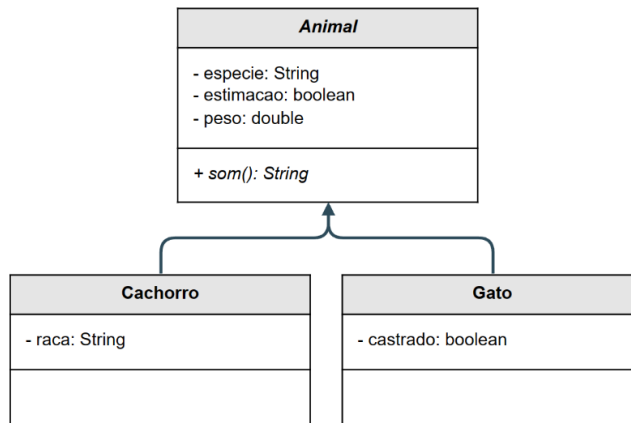 Animal
- especie: String
- estimacao: boolean
- peso: double
+ som(): String
Cachorro
- raca: String
Gato
- castrado: boolean